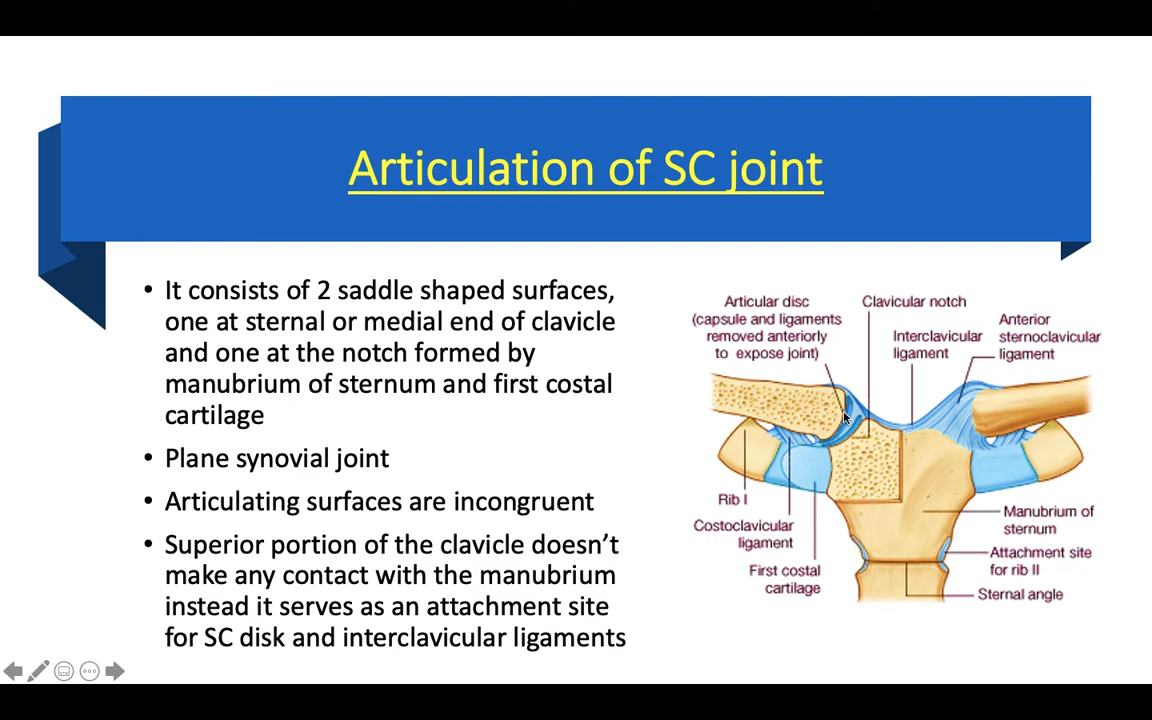 Articulation of SC joint
• It consists of 2 saddle shaped surfaces,
one at sternal or medial end of clavicle
and one at the notch formed by
manubrium of sternum and first costal
cartilage
• Plane synovial joint
• Articulating surfaces are incongruent
• Superior portion of the clavicle doesn’t
make any contact with the manubrium
instead it serves as an attachment site
for SC disk and interclavicular ligaments
Articular disc
(capsule and ligaments
removed anteriorly
to expose joint)
Clavicular notch
Interclavicular
ligament
Anterior
sternoclavicular
ligament
Rib I
Costoclavicular
ligament
First costal
cartilage
Manubrium of
sternum
Attachment site
for rib II
Sternal angle